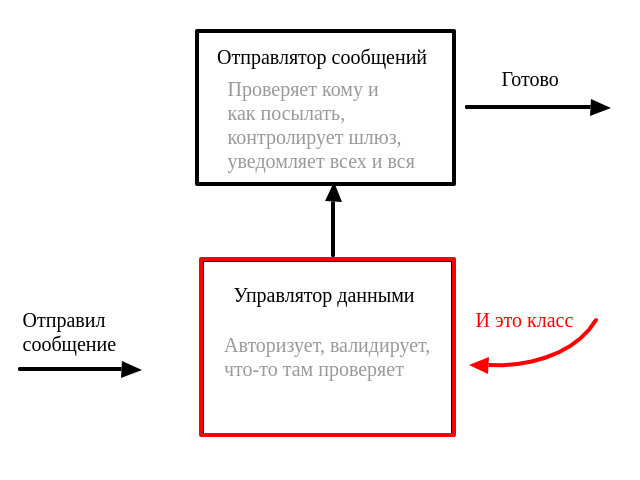 Отправлятор сообщений
Проверяет кому и
как посылать,
контролирует шлюз,
уведомляет всех и вся
Готово
Управлятор данными
Авторизует, валидирует,
что-то там проверяет
Отправил
сообщение
И это класс